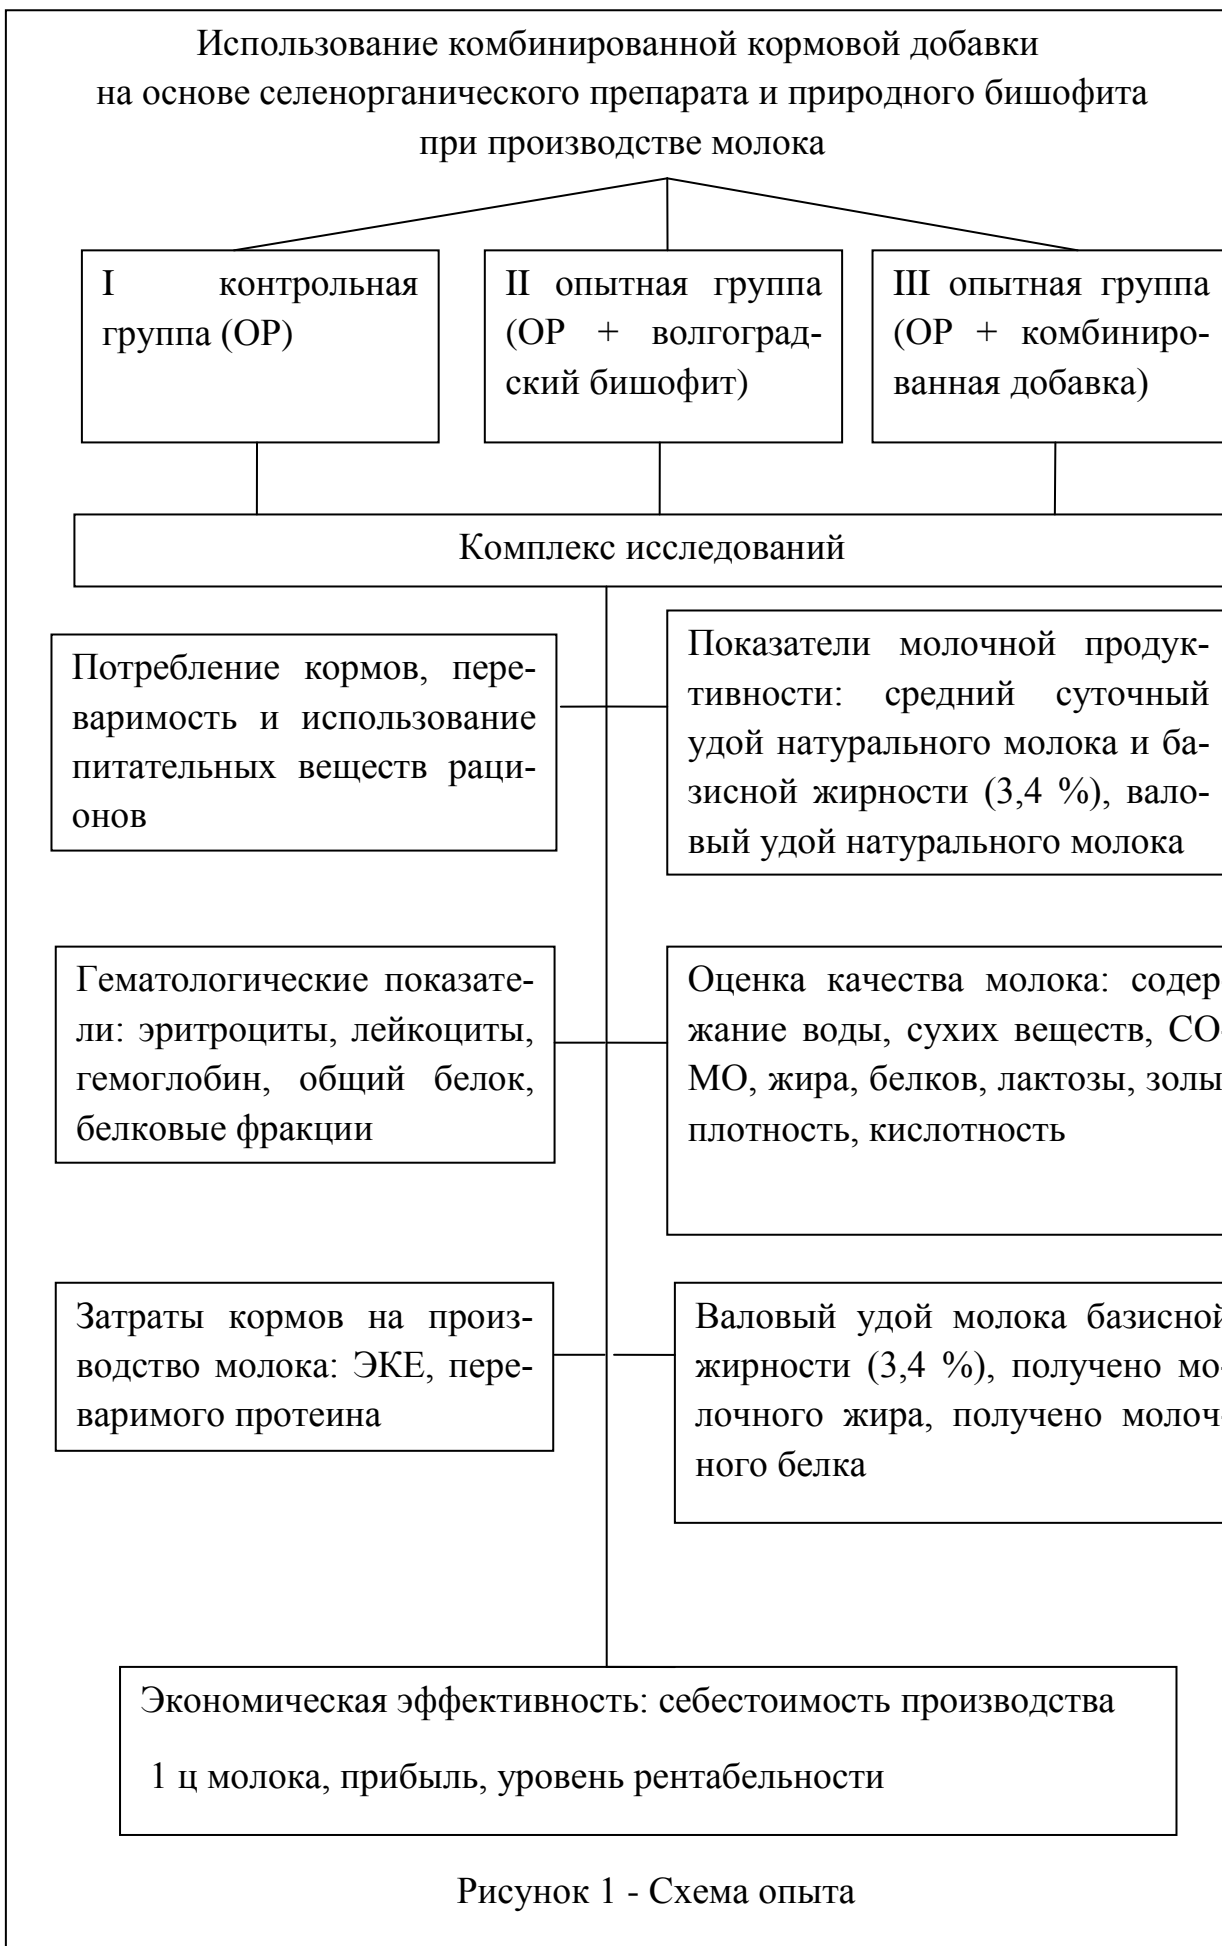 Использование комбинированной кормовой добавки
на основе селенорганического препарата и природного бишофита
при производстве молока
I контрольная
группа (ОР)
II опытная группа
(ОР + волгоград-
ский бишофит)
III опытная группа
(ОР + комбиниро-
ванная добавка)
Комплекс исследований
Потребление кормов, пере-
варимость и использование
питательных веществ раци-
онов
Показатели молочной продук-
тивности: средний суточный
удой натурального молока и ба-
зисной жирности (3,4 %), вало-
вый удой натурального молока
Гематологические показате-
ли: эритроциты, лейкоциты,
гемоглобин, общий белок,
белковые фракции
Оценка качества молока: содер-
жание воды, сухих веществ, СО-
МО, жира, белков, лактозы, золы
плотность, кислотность
Затраты кормов на произ-
водство молока: ЭКЕ, пере-
варимого протеина
Валовый удой молока базисной
жирности (3,4 %), получено мо-
лочного жира, получено молоч-
ного белка
Экономическая эффективность: себестоимость производства
1 ц молока, прибыль, уровень рентабельности
Рисунок 1 - Схема опыта